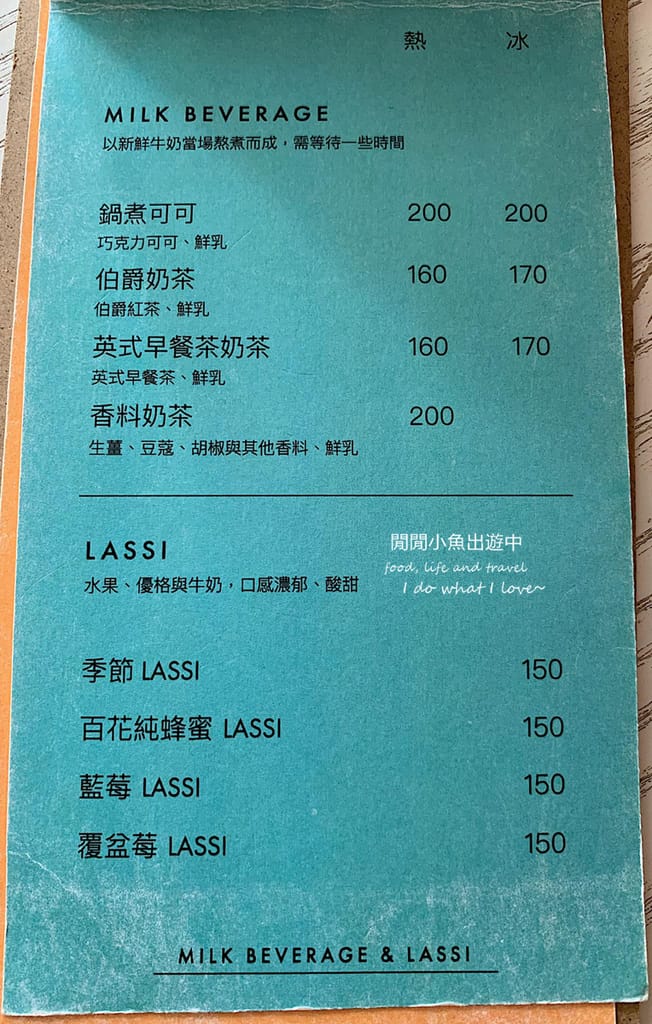 熱 冰
MILK BEVERAGE
以新鮮牛奶當場熬煮而成，需等待一些時間
鍋煮可可 200 200
巧克力可可、鮮乳
伯爵奶茶 160 170
伯爵紅茶、鮮乳
英式早餐茶奶茶 160 170
英式早餐茶、鮮乳
香料奶茶 200
生薑、豆蔻、胡椒與其他香料、鮮乳
LASSI
水果、優格與牛奶，口感濃郁、酸甜
閒閒小魚出遊中
food, life and travel
I do what I love~
季節 LASSI 150
百花純蜂蜜 LASSI 150
藍莓 LASSI 150
覆盆莓 LASSI 150
MILK BEVERAGE & LASSI